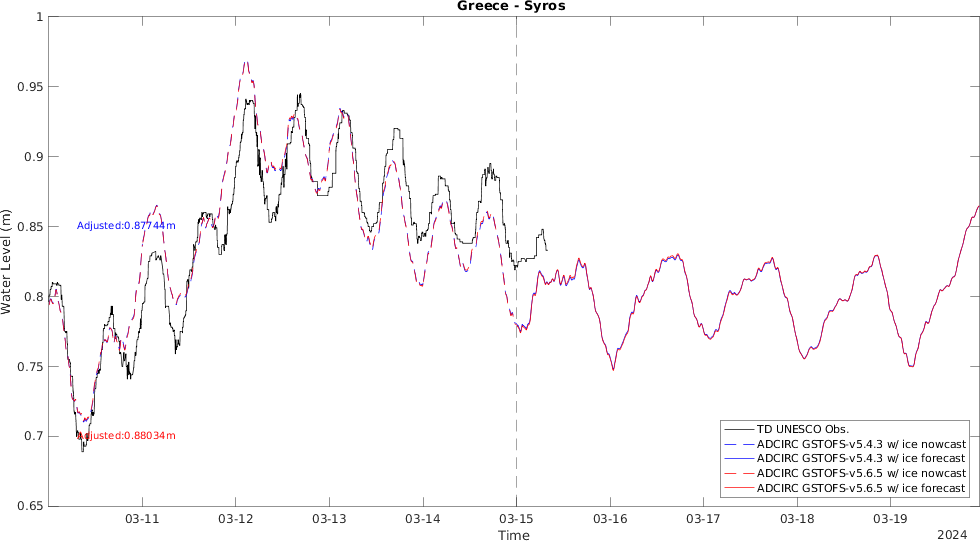 Greece - Syros
1
0.95
0.9
0.85
0.8
0.75
0.7
0.65
Water Level (m)
Adjusted:0.87744m
Adjusted:0.88034m
TD UNESCO Obs.
ADCIRC GSTOFS-v5.4.3 w/ ice nowcast
ADCIRC GSTOFS-v5.4.3 w/ ice forecast
ADCIRC GSTOFS-v5.6.5 w/ ice nowcast
ADCIRC GSTOFS-v5.6.5 w/ ice forecast
03-11 03-12 03-13 03-14 03-15 03-16 03-17 03-18 03-19
Time
2024